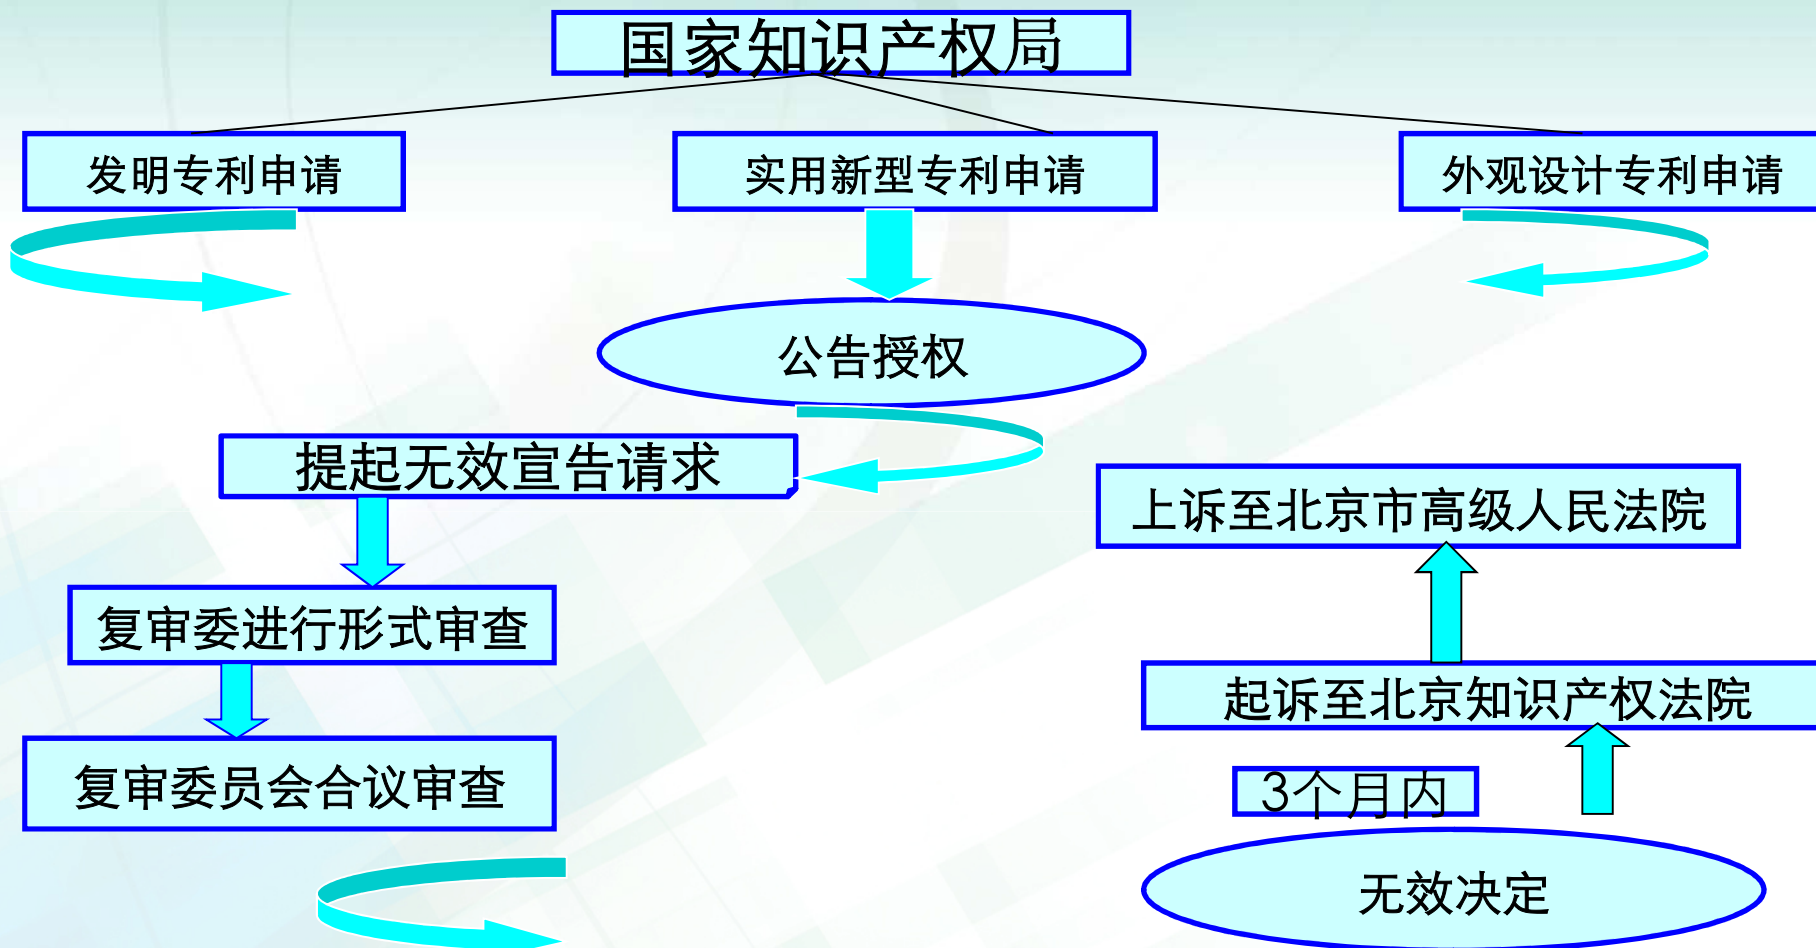 国家知识产权局
发明专利申请
实用新型专利申请
外观设计专利申请
公告授权
提起无效宣告请求
上诉至北京市高级人民法院
复审委进行形式审查
起诉至北京知识产权法院
复审委员会合议审查
3个月内
无效决定